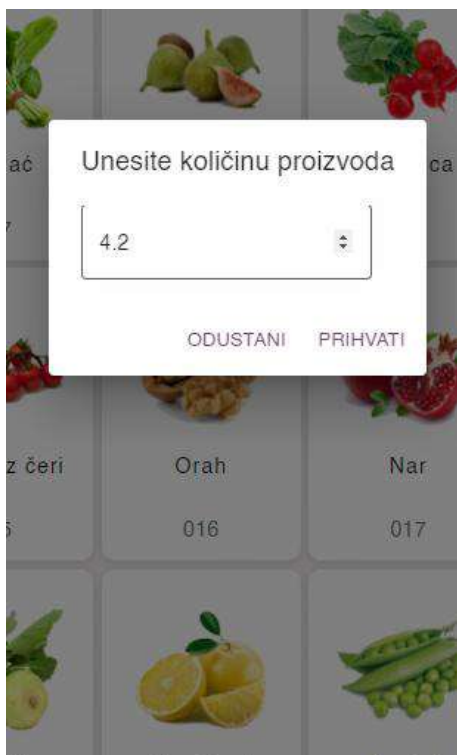 ać
ca
7
Unesite količinu proizvoda
4.2
ODUSTANI PRIHVATI
z čeri
Orah
Nar
5
016
017